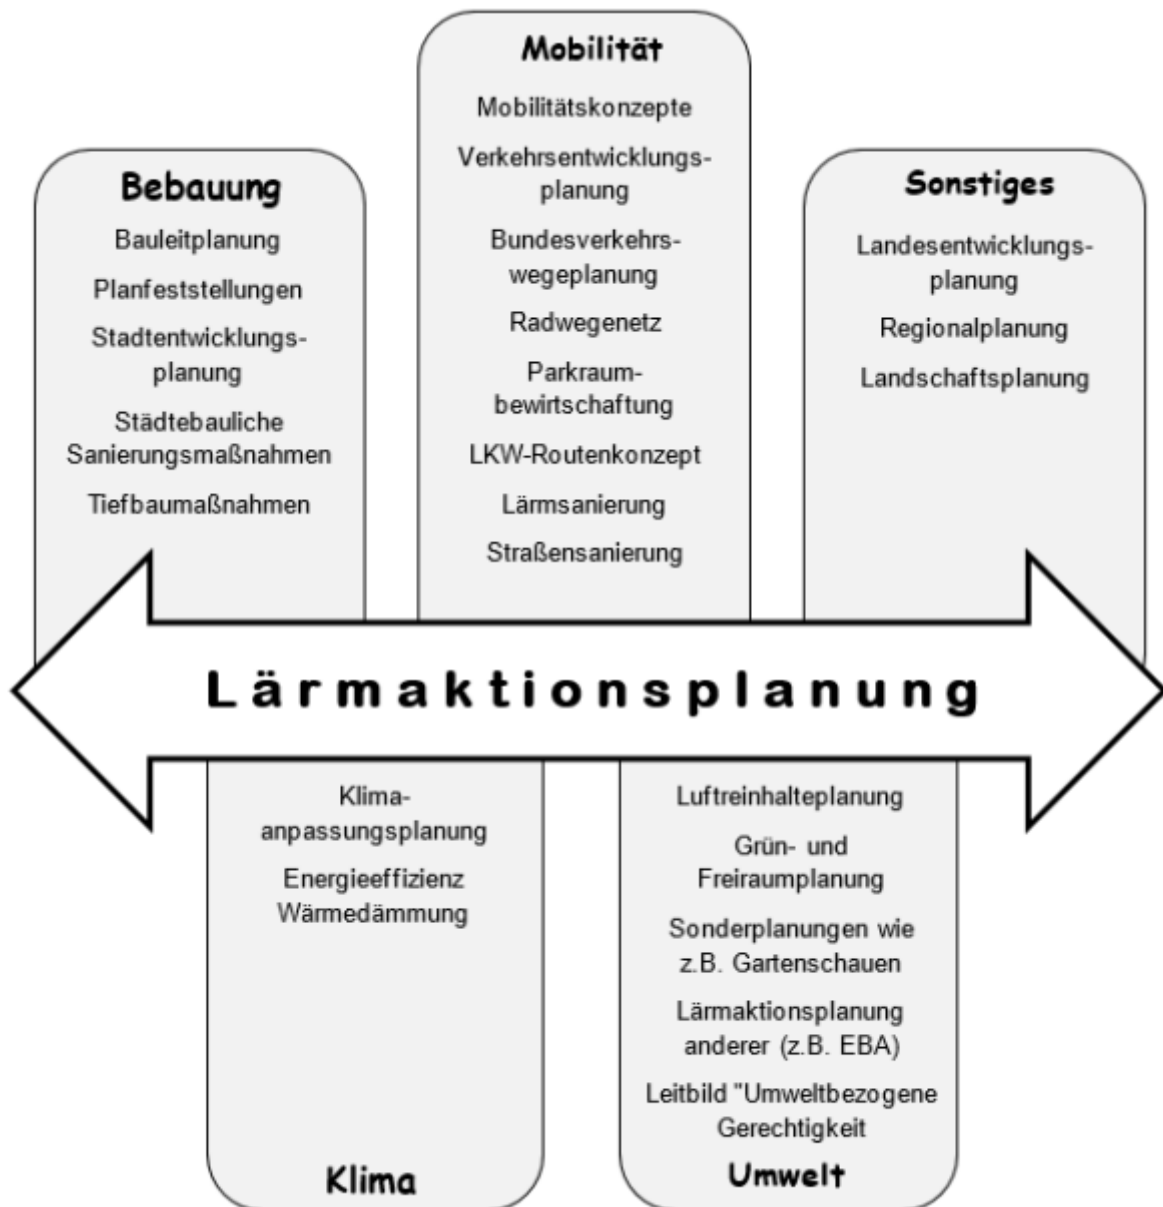 Mobilität
Mobilitätskonzepte
Verkehrsentwicklungs-
planung
Bundesverkehrs-
wegeplanung
Radwegenetz
Parkraum-
bewirtschaftung
LKW-Routenkonzept
Lärmsanierung
Straßensanierung
Bebauung
Bauleitplanung
Planfeststellungen
Stadtentwicklungs-
planung
Städtebauliche
Sanierungsmaßnahmen
Tiefbaumaßnahmen
Sonstiges
Landesentwicklungs-
planung
Regionalplanung
Landschaftsplanung
Lärmaktionsplanung
Klima-
anpassungsplanung
Energieeffizienz
Wärmedämmung
Klima
Luftreinhalteplanung
Grün- und
Freiraumplanung
Sonderplanungen wie
z.B. Gartenschauen
Lärmaktionsplanung
anderer (z.B. EBA)
Leitbild "Umweltbezogene
Gerechtigkeit
Umwelt